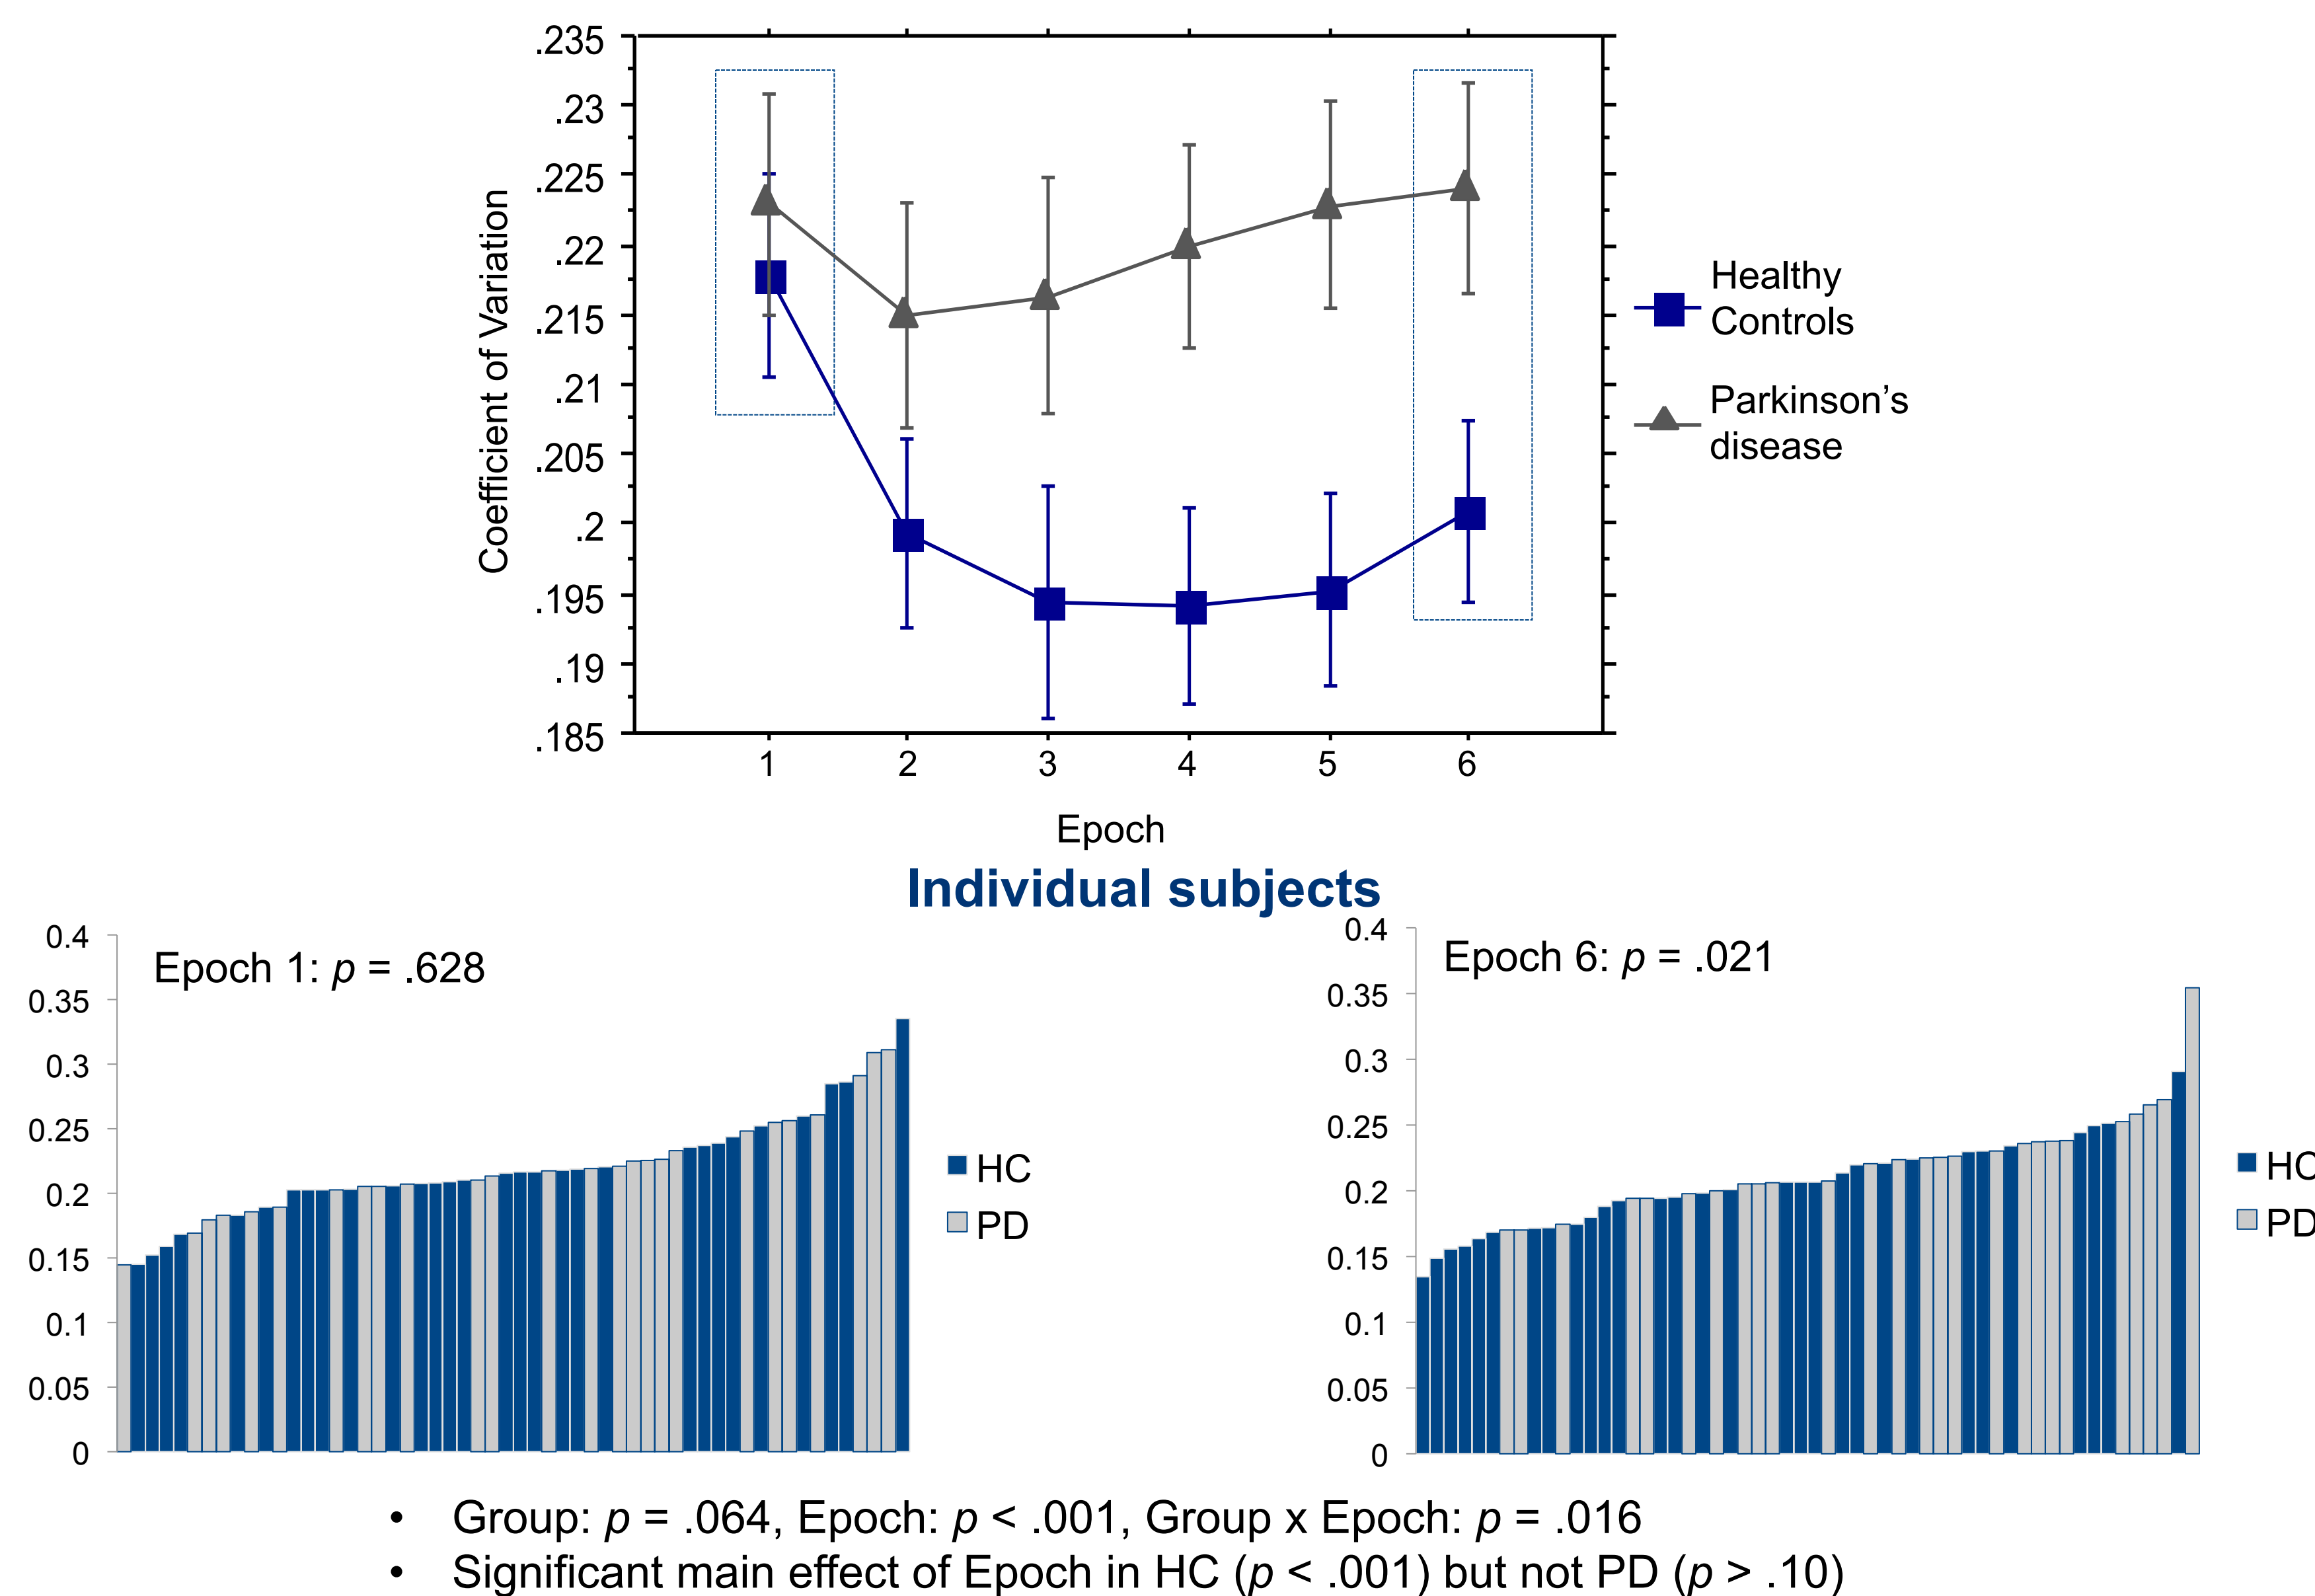 .235
.23
.225
.22
.215
.21
.205
.2
.195
.19
.185
Coefficient of Variation
1 2 3 4 5 6
Epoch
Healthy
Controls
Parkinson’s
disease
Individual subjects
0.4
0.35
0.3
0.25
0.2
0.15
0.1
0.05
0
Epoch 1: p = .628
HC
PD
0.4
0.35
0.3
0.25
0.2
0.15
0.1
0.05
0
Epoch 6: p = .021
HC
PD
• Group: p = .064, Epoch: p < .001, Group x Epoch: p = .016
• Significant main effect of Epoch in HC (p < .001) but not PD (p > .10)